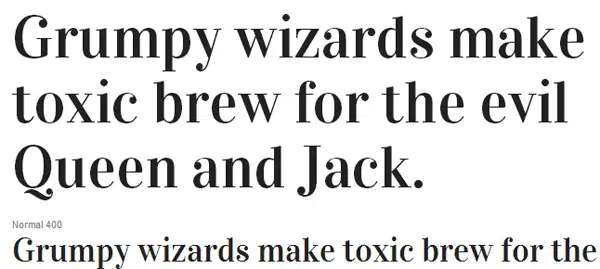 Grumpy wizards make
toxic brew for the evil
Queen and Jack.
Normal 400
Grumpy wizards make toxic brew for the